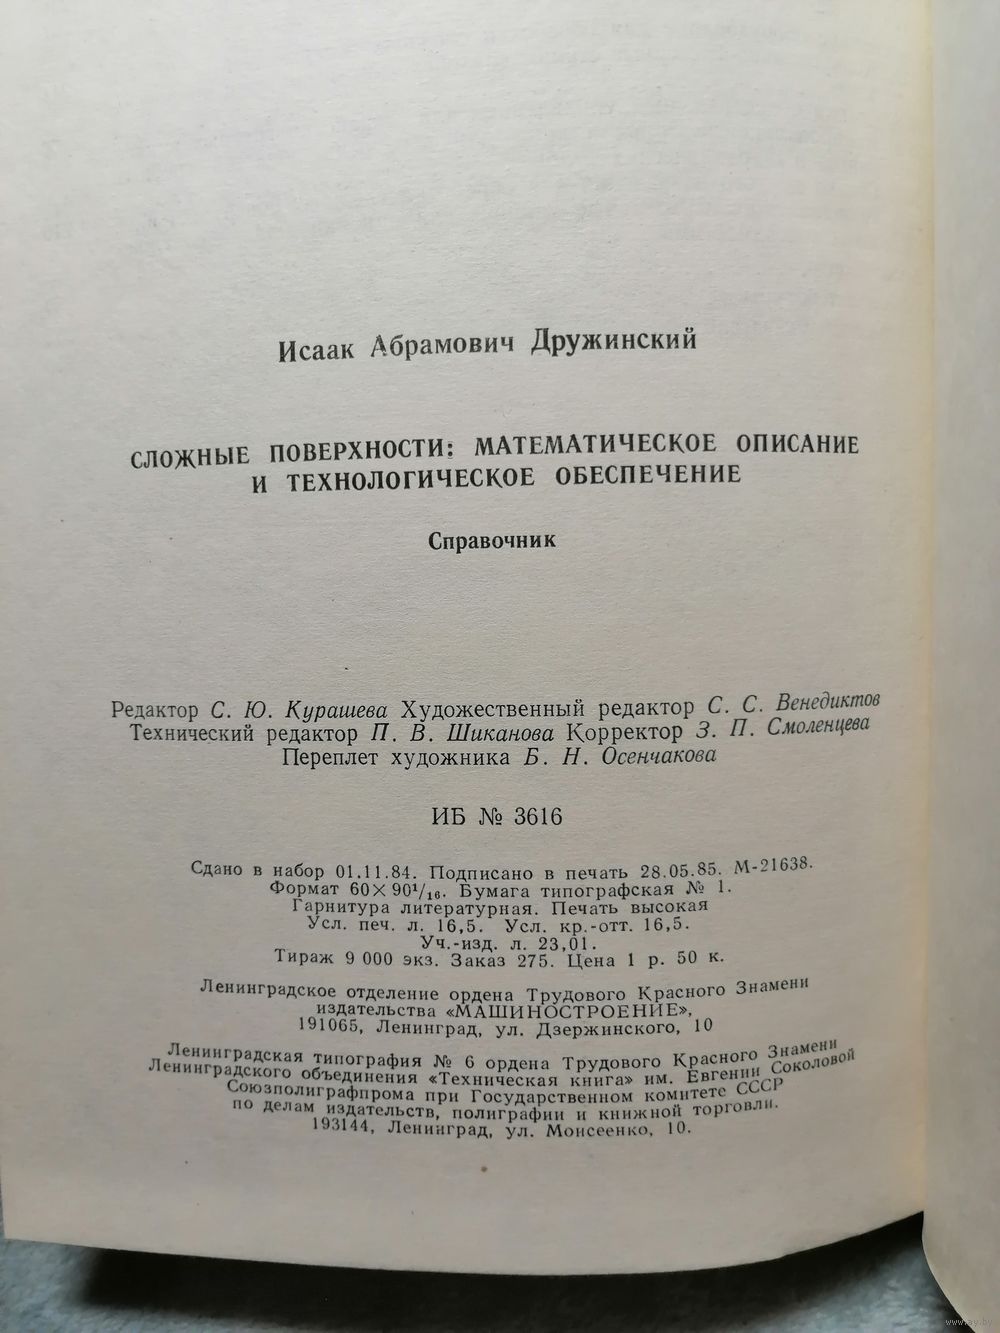 Исаак Абрамович Дружинский
СЛОЖНЫЕ ПОВЕРХНОСТИ: МАТЕМАТИЧЕСКОЕ ОПИСАНИЕ
И ТЕХНОЛОГИЧЕСКОЕ ОБЕСПЕЧЕНИЕ
Справочник
Редактор С. Ю. Курашева Художественный редактор С. С. Венедиктов
Технический редактор П. В. Шиканова Корректор З. П. Смоленцева
Переплет художника Б. Н. Осенчакова
ИБ № 3616
Сдано в набор 01.11.84. Подписано в печать 28.05.85. М-21638.
Формат 60×90¹/₁₆. Бумага типографская № 1.
Гарнитура литературная. Печать высокая
Усл. печ. л. 16,5. Усл. кр.-отт. 16,5.
Уч.-изд. л. 23,01.
Тираж 9 000 экз. Заказ 275. Цена 1 р. 50 к.
Ленинградское отделение ордена Трудового Красного Знамени
издательства «МАШИНОСТРОЕНИЕ»,
191065, Ленинград, ул. Дзержинского, 10
Ленинградская типография № 6 ордена Трудового Красного Знамени
Ленинградского объединения «Техническая книга» им. Евгении Соколовой
Союзполиграфпрома при Государственном комитете СССР
по делам издательств, полиграфии и книжной торговли.
193144, Ленинград, ул. Моисеенко, 10.
www.ay.by